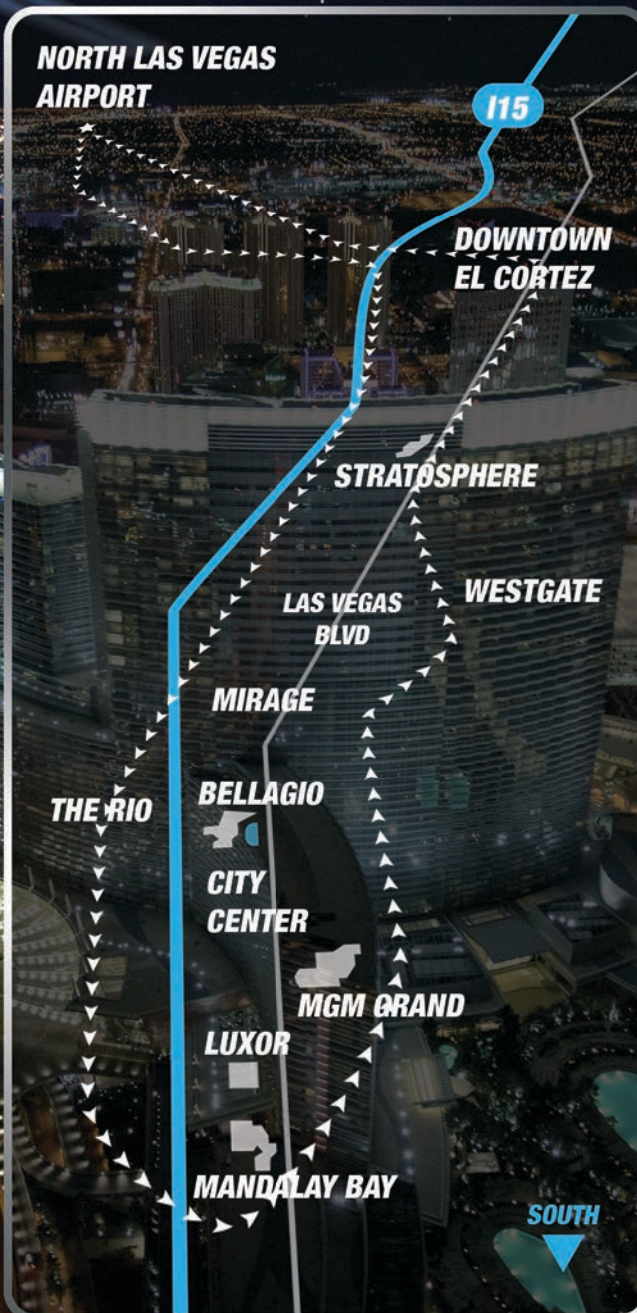 NORTH LAS VEGAS
AIRPORT
I15
DOWNTOWN
EL CORTEZ
STRATOSPHERE
WESTGATE
LAS VEGAS
BLVD
MIRAGE
BELLAGIO
THE RIO
CITY
CENTER
MGM GRAND
LUXOR
MANDALAY BAY
SOUTH